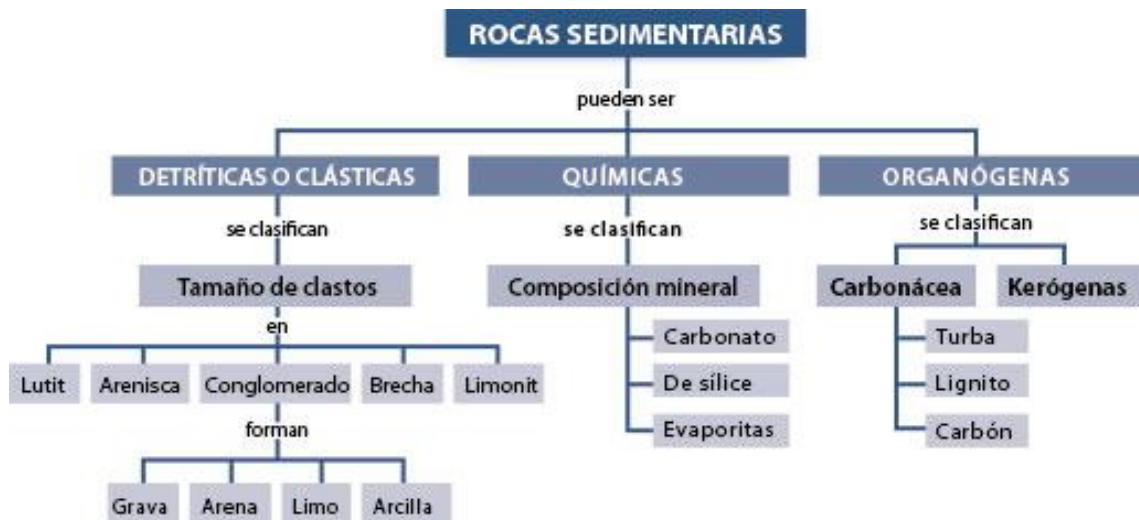 ROCAS SEDIMENTARIAS
pueden ser
DETRÍTICAS O CLÁSTICAS
QUÍMICAS
ORGANÓGENAS
se clasifican
se clasifican
se clasifican
Tamaño de clastos
Composición mineral
Carbonácea
Kerógenas
en
Carbonato
De sílice
Evaporitas
Turba
Lignito
Carbón
Lutit
Arenisca
Conglomerado
Brecha
Limonit
forman
Grava
Arena
Limo
Arcilla